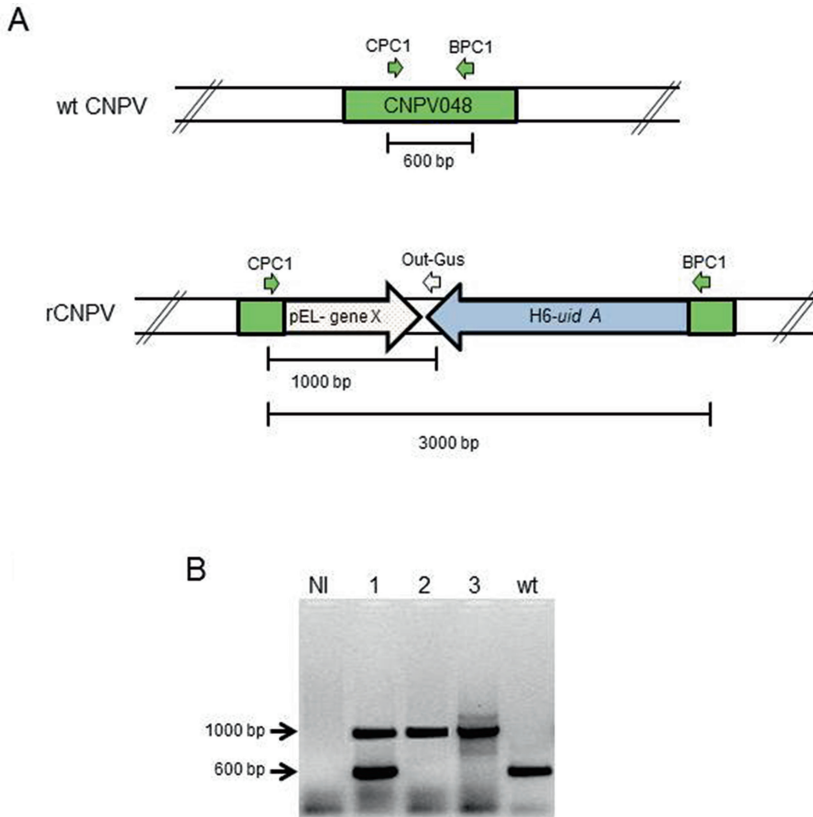 A
CPC1 BPC1
wt CNPV
CNPV048
600 bp
CPC1 Out-Gus BPC1
rCNPV
pEL- gene X H6-uid A
1000 bp
3000 bp
B
NI 1 2 3 wt
1000 bp
600 bp